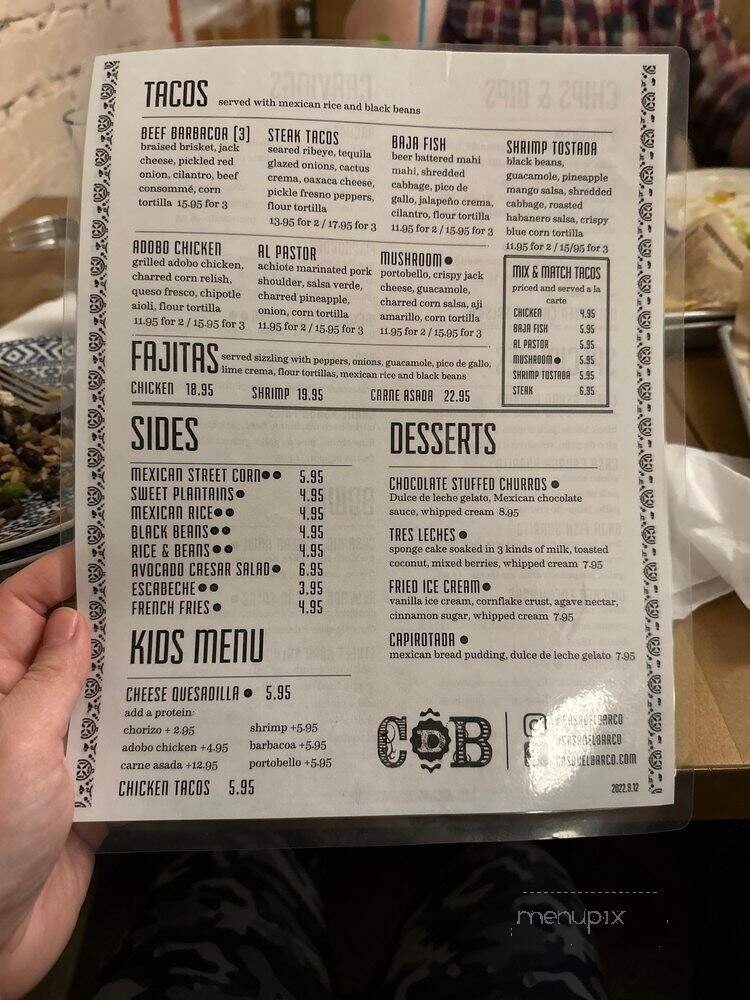 TACOS served with mexican rice and black beans
BEEF BARBACOA (3)
braised brisket, jack
cheese, pickled red
onion, cilantro, beef
consommé, corn
tortilla 15.95 for 3
STEAK TACOS
seared ribeye, tequila
glazed onions, cactus
crema, oaxaca cheese,
pickle fresno peppers,
flour tortilla
13.95 for 2 / 17.95 for 3
BAJA FISH
beer battered mahi
mahi, shredded
cabbage, pico de
gallo, jalapeño crema,
cilantro, flour tortilla
11.95 for 2 / 15.95 for 3
SHRIMP TOSTADA
black beans,
guacamole, pineapple
mango salsa, shredded
cabbage, roasted
habanero salsa, crispy
blue corn tortilla
11.95 for 2 / 15/95 for 3
ADOBO CHICKEN
grilled adobo chicken,
charred corn relish,
queso fresco, chipotle
aioli, flour tortilla
11.95 for 2 / 15.95 for 3
AL PASTOR
achiote marinated pork
shoulder, salsa verde,
charred pineapple,
onion, corn tortilla
11.95 for 2 / 15.95 for 3
MUSHROOM
portobello, crispy jack
cheese, guacamole,
charred corn salsa, aji
amarillo, corn tortilla
11.95 for 2 / 15.95 for 3
MIX & MATCH TACOS
priced and served a la
carte
CHICKEN 4.95
BAJA FISH 5.95
AL PASTOR 5.95
MUSHROOM 5.95
SHRIMP TOSTADA 5.95
STEAK 6.95
FAJITAS served sizzling with peppers, onions, guacamole, pico de gallo,
lime crema, flour tortillas, mexican rice and black beans
CHICKEN 18.95 SHRIMP 19.95 CARNE ASADA 22.95
SIDES
MEXICAN STREET CORN 5.95
SWEET PLANTAINS 4.95
MEXICAN RICE 4.95
BLACK BEANS 4.95
RICE & BEANS 4.95
AVOCADO CAESAR SALAD 6.95
ESCABECHE 3.95
FRENCH FRIES 4.95
KIDS MENU
CHEESE QUESADILLA 5.95
add a protein:
chorizo + 2.95 shrimp +5.95
adobo chicken +4.95 barbacoa +5.95
carne asada +12.95 portobello +5.95
CHICKEN TACOS 5.95
DESSERTS
CHOCOLATE STUFFED CHURROS
Dulce de leche gelato, Mexican chocolate
sauce, whipped cream 8.95
TRES LECHES
sponge cake soaked in 3 kinds of milk, toasted
coconut, mixed berries, whipped cream 7.95
FRIED ICE CREAM
vanilla ice cream, cornflake crust, agave nectar,
cinnamon sugar, whipped cream 7.95
CAPIROTADA
mexican bread pudding, dulce de leche gelato 7.95
CDB
2022.8.12
menupix